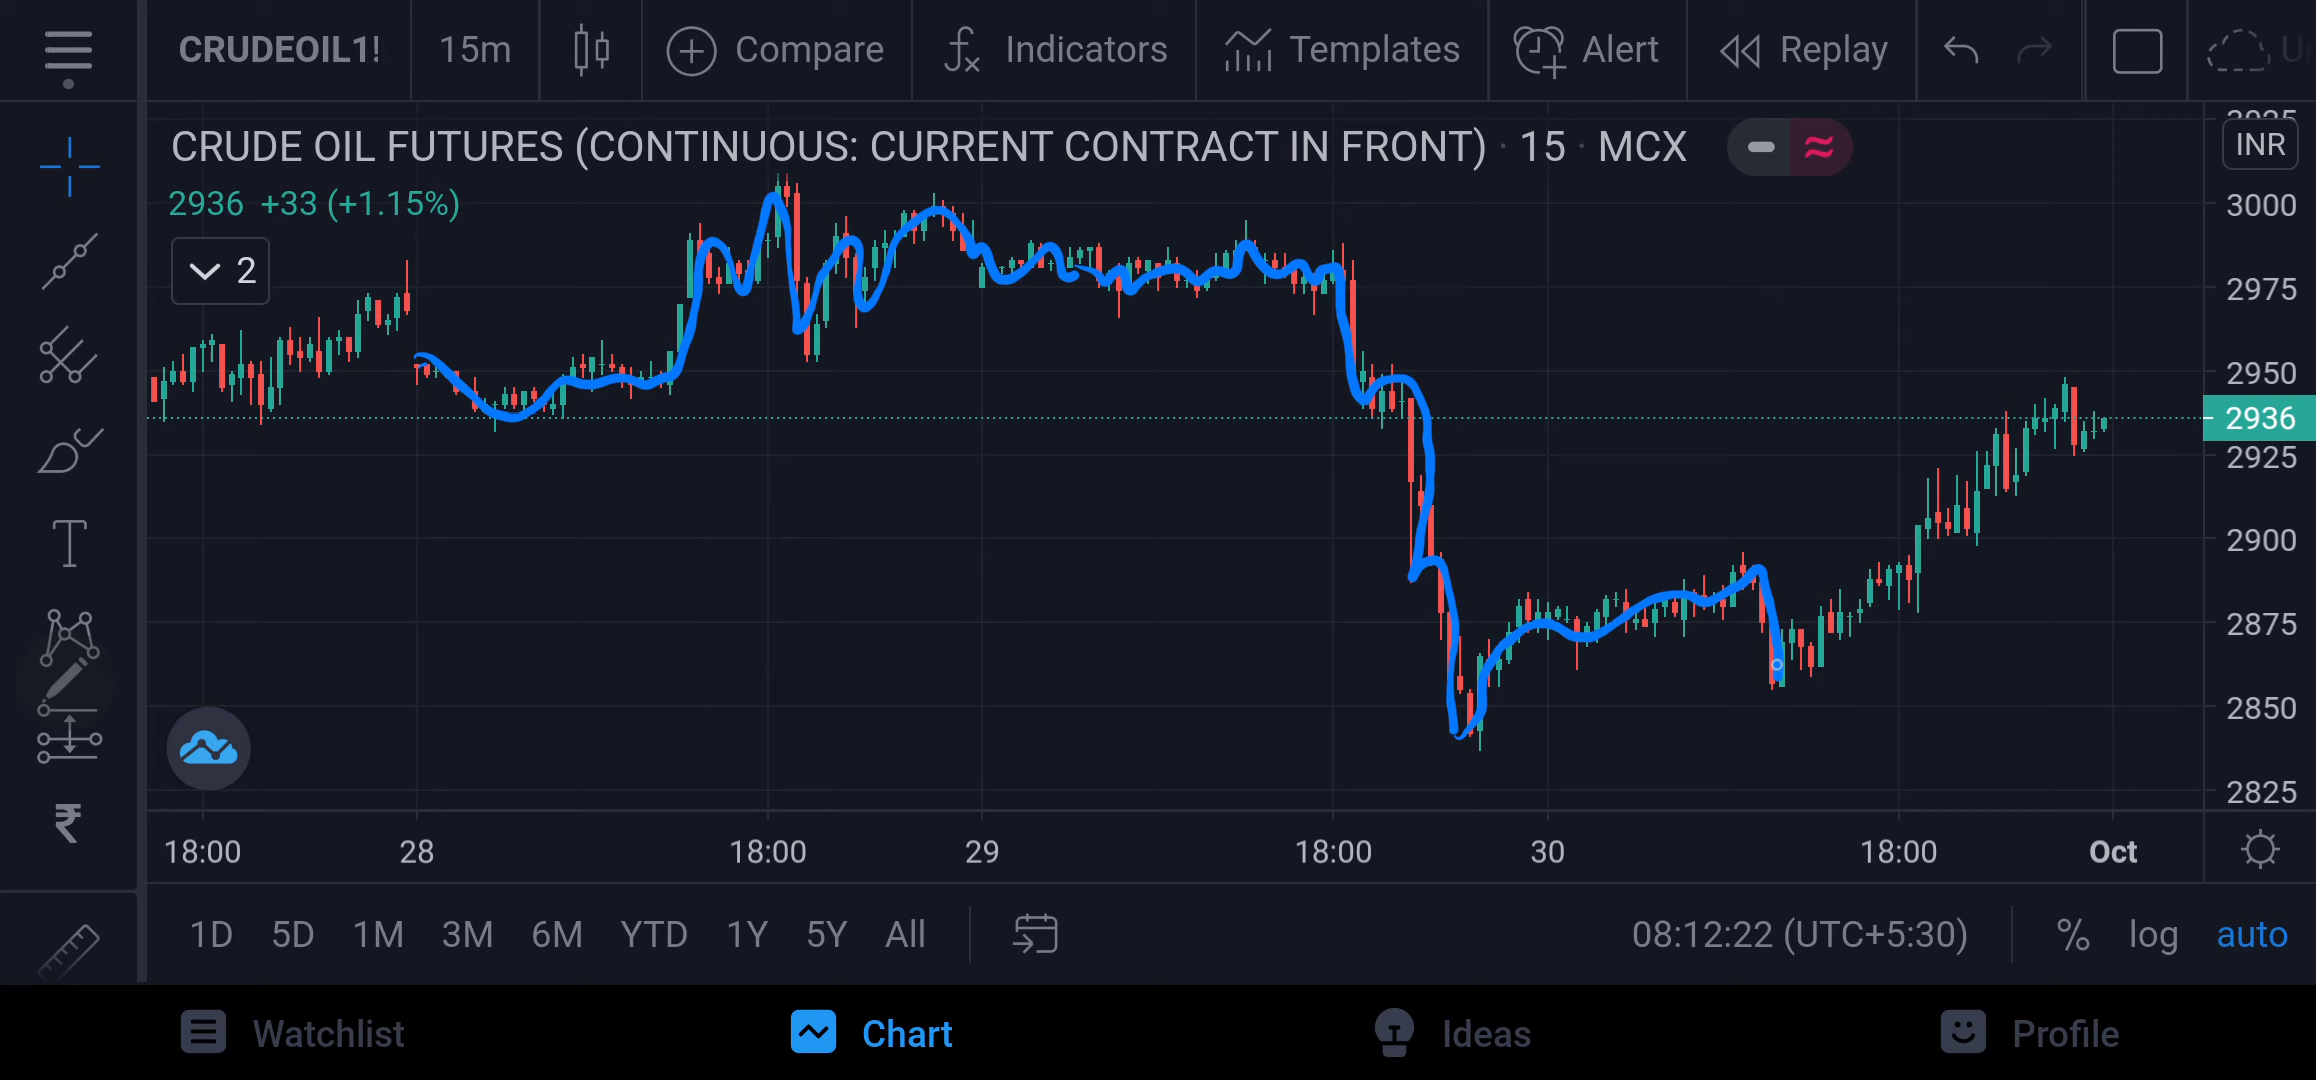 CRUDEOIL1!
15m
Compare
Indicators
Templates
Alert
Replay
CRUDE OIL FUTURES (CONTINUOUS: CURRENT CONTRACT IN FRONT) · 15 · MCX
INR
2936 +33 (+1.15%)
2
3000
2975
2950
2936
2925
2900
2875
2850
2825
18:00 28 18:00 29 18:00 30 18:00 Oct
1D 5D 1M 3M 6M YTD 1Y 5Y All
08:12:22 (UTC+5:30)
% log auto
Watchlist
Chart
Ideas
Profile